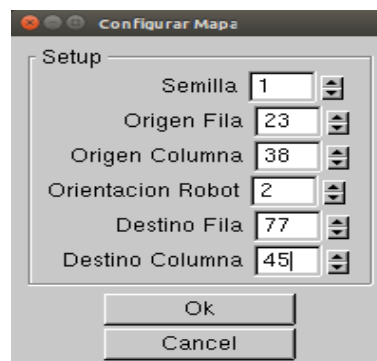 Configurar Mapa
Setup
Semilla 1
Origen Fila 23
Origen Columna 38
Orientacion Robot 2
Destino Fila 77
Destino Columna 45
Ok
Cancel